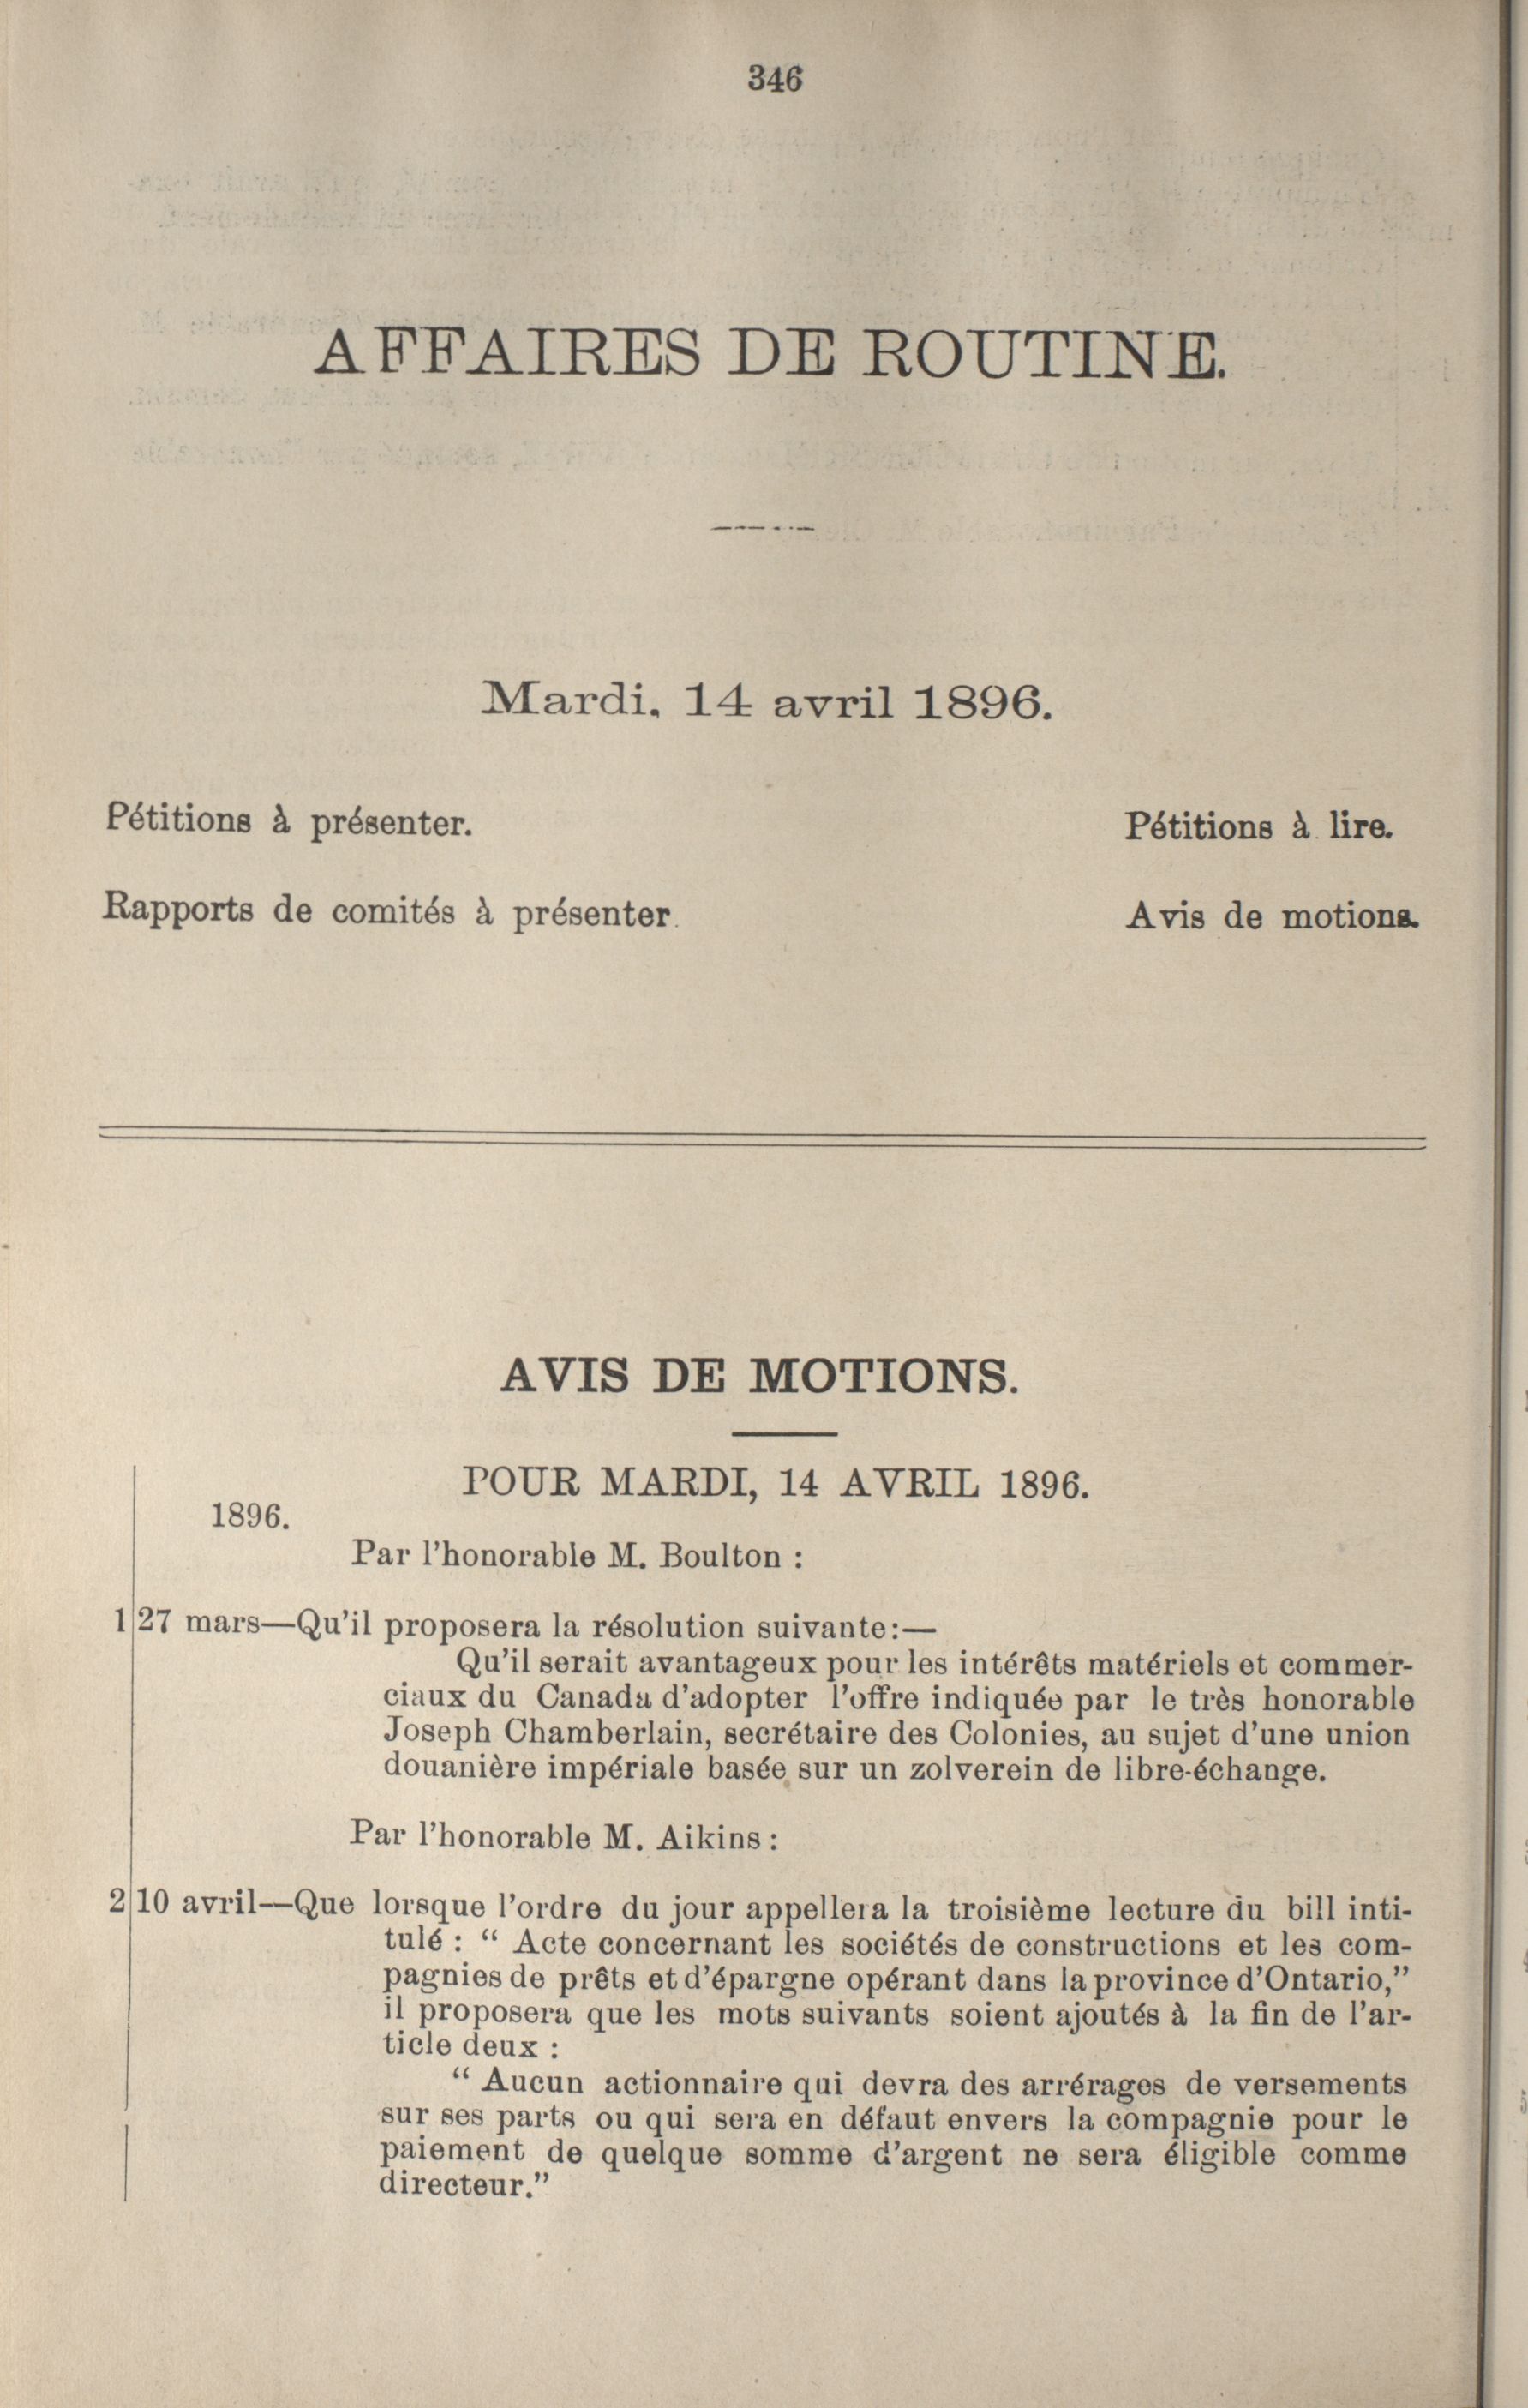 346
AFFAIRES DE ROUTINE.
Mardi, 14 avril 1896.
Pétitions à présenter.
Pétitions à lire.
Rapports de comités à présenter.
Avis de motions.
AVIS DE MOTIONS.
POUR MARDI, 14 AVRIL 1896.
1896.
Par l'honorable M. Boulton :
1 27 mars—Qu'il proposera la résolution suivante:—
Qu'il serait avantageux pour les intérêts matériels et commer-
ciaux du Canada d'adopter l'offre indiquée par le très honorable
Joseph Chamberlain, secrétaire des Colonies, au sujet d'une union
douanière impériale basée sur un zolverein de libre-échange.
Par l'honorable M. Aikins :
2 10 avril—Que lorsque l'ordre du jour appellera la troisième lecture du bill inti-
tulé : “ Acte concernant les sociétés de constructions et les com-
pagnies de prêts et d'épargne opérant dans la province d'Ontario,”
il proposera que les mots suivants soient ajoutés à la fin de l'ar-
ticle deux :
“ Aucun actionnaire qui devra des arrérages de versements
sur ses parts ou qui sera en défaut envers la compagnie pour le
paiement de quelque somme d'argent ne sera éligible comme
directeur.”